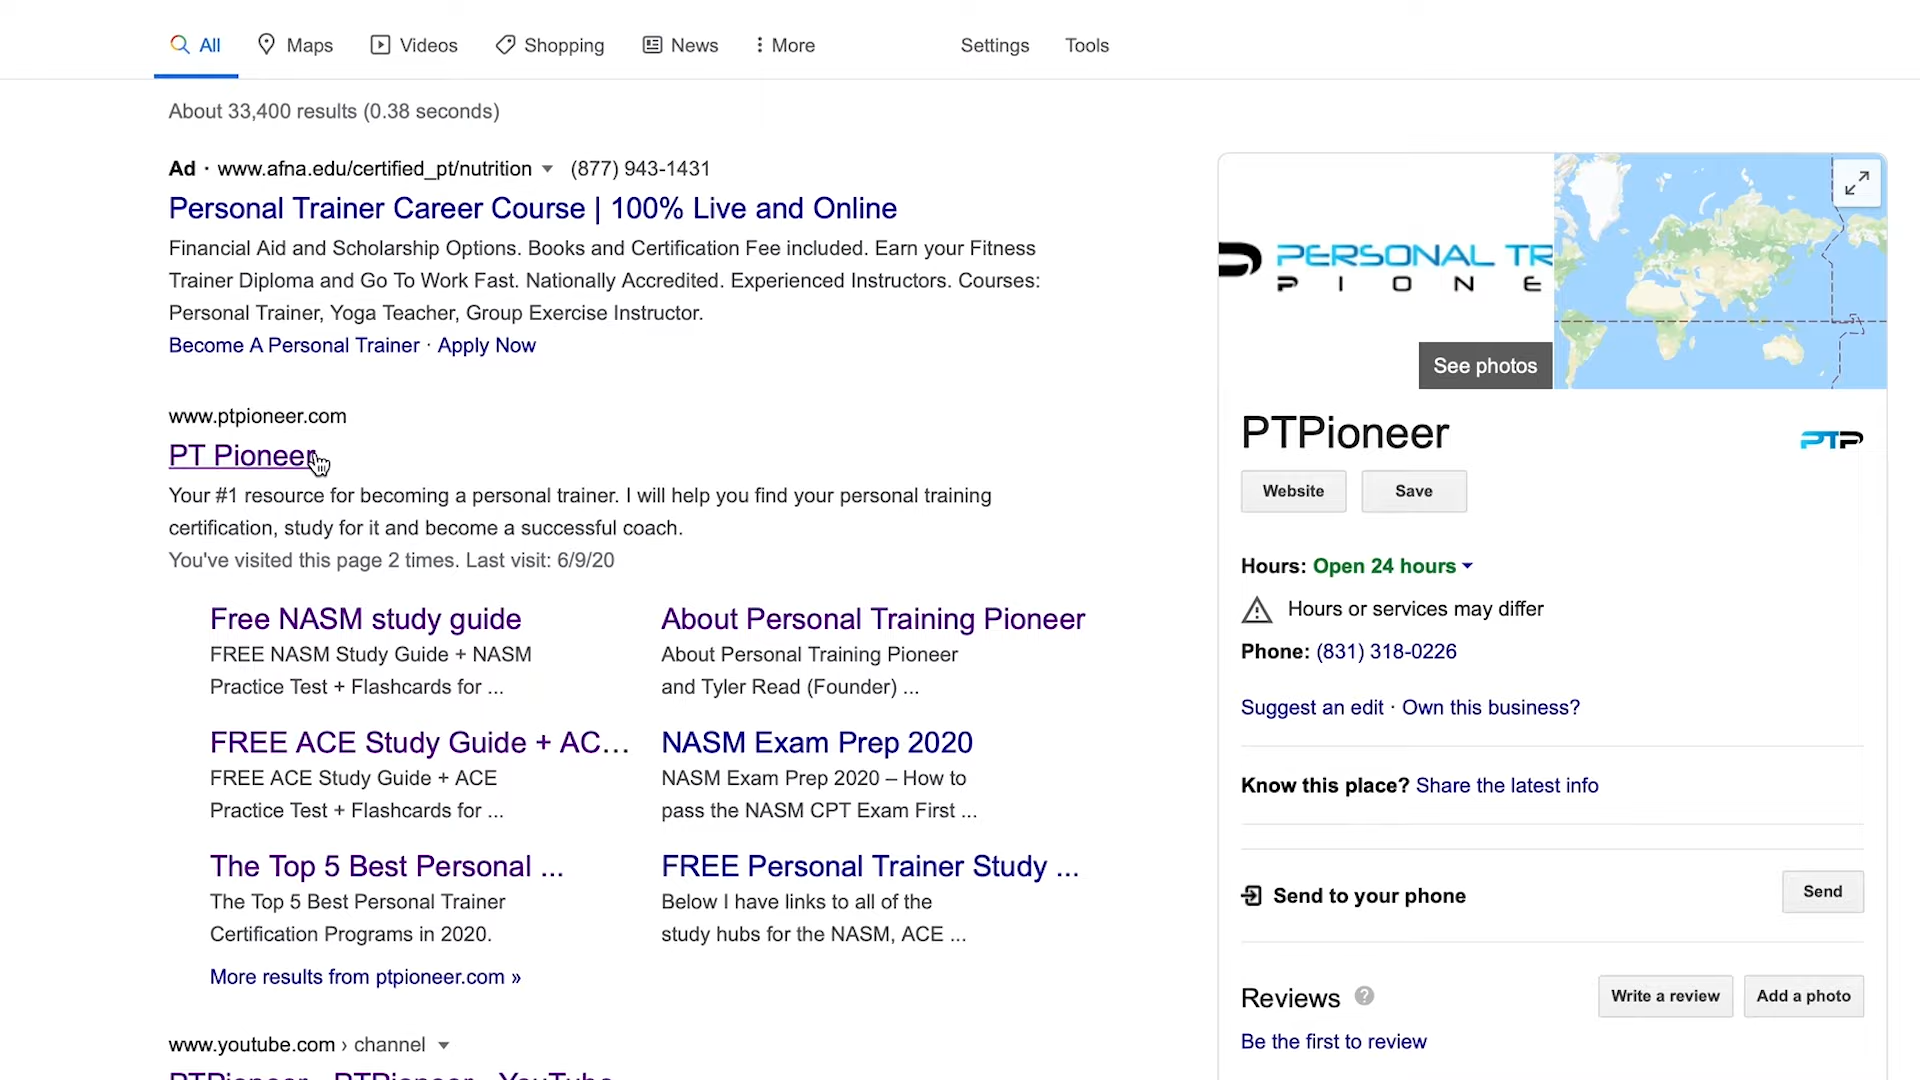 All
Maps
Videos
Shopping
News
More
Settings
Tools
About 33,400 results (0.38 seconds)
Ad · www.afna.edu/certified_pt/nutrition (877) 943-1431
Personal Trainer Career Course | 100% Live and Online
Financial Aid and Scholarship Options. Books and Certification Fee included. Earn your Fitness
Trainer Diploma and Go To Work Fast. Nationally Accredited. Experienced Instructors. Courses:
Personal Trainer, Yoga Teacher, Group Exercise Instructor.
Become A Personal Trainer · Apply Now
www.ptpioneer.com
PT Pioneer
Your #1 resource for becoming a personal trainer. I will help you find your personal training
certification, study for it and become a successful coach.
You've visited this page 2 times. Last visit: 6/9/20
Free NASM study guide
FREE NASM Study Guide + NASM
Practice Test + Flashcards for ...
About Personal Training Pioneer
About Personal Training Pioneer
and Tyler Read (Founder) ...
FREE ACE Study Guide + AC...
FREE ACE Study Guide + ACE
Practice Test + Flashcards for ...
NASM Exam Prep 2020
NASM Exam Prep 2020 – How to
pass the NASM CPT Exam First ...
The Top 5 Best Personal ...
The Top 5 Best Personal Trainer
Certification Programs in 2020.
FREE Personal Trainer Study ...
Below I have links to all of the
study hubs for the NASM, ACE ...
More results from ptpioneer.com »
www.youtube.com › channel
PTPioneer - PTPioneer - YouTube
PERSONAL TR
PIONE
See photos
PTPioneer
PTP
Website
Save
Hours: Open 24 hours
Hours or services may differ
Phone: (831) 318-0226
Suggest an edit · Own this business?
Know this place? Share the latest info
Send to your phone
Send
Reviews
Write a review
Add a photo
Be the first to review